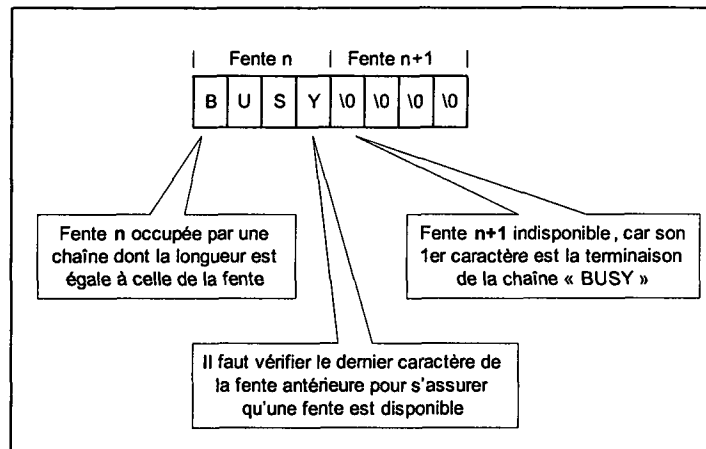 | Fente n | Fente n+1 |
B U S Y \0 \0 \0 \0
Fente n occupée par une
chaîne dont la longueur est
égale à celle de la fente
Fente n+1 indisponible, car son
1er caractère est la terminaison
de la chaîne « BUSY »
Il faut vérifier le dernier caractère de
la fente antérieure pour s'assurer
qu'une fente est disponible